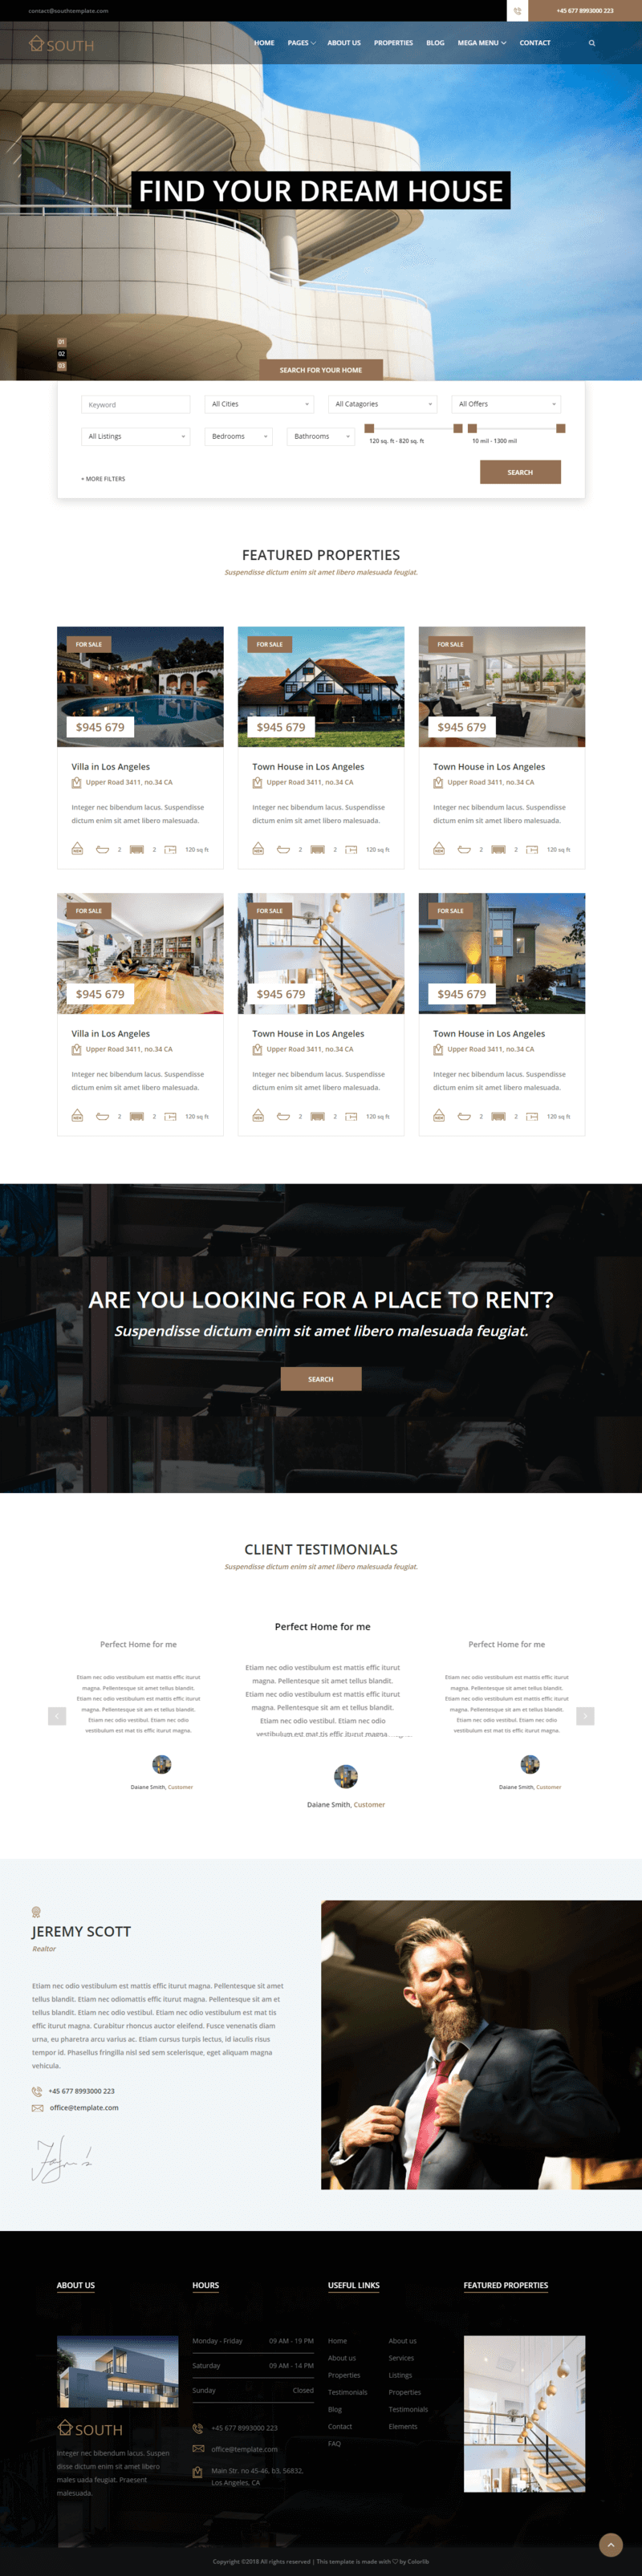 contact@southtemplate.com
+45 677 8993000 223
SOUTH
HOME PAGES ABOUT US PROPERTIES BLOG MEGA MENU CONTACT
FIND YOUR DREAM HOUSE
01
02
03
SEARCH FOR YOUR HOME
Keyword All Cities All Catagories All Offers
All Listings Bedrooms Bathrooms
120 sq. ft - 820 sq. ft 10 mil - 1300 mil
+ MORE FILTERS
SEARCH
FEATURED PROPERTIES
Suspendisse dictum enim sit amet libero malesuada feugiat.
FOR SALE
$945 679
Villa in Los Angeles
Upper Road 3411, no.34 CA
Integer nec bibendum lacus. Suspendisse
dictum enim sit amet libero malesuada.
2 2 120 sq ft
FOR SALE
$945 679
Town House in Los Angeles
Upper Road 3411, no.34 CA
Integer nec bibendum lacus. Suspendisse
dictum enim sit amet libero malesuada.
2 2 120 sq ft
FOR SALE
$945 679
Town House in Los Angeles
Upper Road 3411, no.34 CA
Integer nec bibendum lacus. Suspendisse
dictum enim sit amet libero malesuada.
2 2 120 sq ft
FOR SALE
$945 679
Villa in Los Angeles
Upper Road 3411, no.34 CA
Integer nec bibendum lacus. Suspendisse
dictum enim sit amet libero malesuada.
2 2 120 sq ft
FOR SALE
$945 679
Town House in Los Angeles
Upper Road 3411, no.34 CA
Integer nec bibendum lacus. Suspendisse
dictum enim sit amet libero malesuada.
2 2 120 sq ft
FOR SALE
$945 679
Town House in Los Angeles
Upper Road 3411, no.34 CA
Integer nec bibendum lacus. Suspendisse
dictum enim sit amet libero malesuada.
2 2 120 sq ft
ARE YOU LOOKING FOR A PLACE TO RENT?
Suspendisse dictum enim sit amet libero malesuada feugiat.
SEARCH
CLIENT TESTIMONIALS
Suspendisse dictum enim sit amet libero malesuada feugiat.
Perfect Home for me
Etiam nec odio vestibulum est mattis effic iturut
magna. Pellentesque sit amet tellus blandit.
Etiam nec odio vestibulum est mattis effic iturut
magna. Pellentesque sit am et tellus blandit.
Etiam nec odio vestibul. Etiam nec odio
vestibulum est mat tis effic iturut magna.
Daiane Smith, Customer
Perfect Home for me
Etiam nec odio vestibulum est mattis effic iturut
magna. Pellentesque sit amet tellus blandit.
Etiam nec odio vestibulum est mattis effic iturut
magna. Pellentesque sit am et tellus blandit.
Etiam nec odio vestibul. Etiam nec odio
vestibulum est mat tis effic iturut magna.
Daiane Smith, Customer
Perfect Home for me
Etiam nec odio vestibulum est mattis effic iturut
magna. Pellentesque sit amet tellus blandit.
Etiam nec odio vestibulum est mattis effic iturut
magna. Pellentesque sit am et tellus blandit.
Etiam nec odio vestibul. Etiam nec odio
vestibulum est mat tis effic iturut magna.
Daiane Smith, Customer
JEREMY SCOTT
Realtor
Etiam nec odio vestibulum est mattis effic iturut magna. Pellentesque sit amet
tellus blandit. Etiam nec odiomattis effic iturut magna. Pellentesque sit am et
tellus blandit. Etiam nec odio vestibul. Etiam nec odio vestibulum est mat tis
effic iturut magna. Curabitur rhoncus auctor eleifend. Fusce venenatis diam
urna, eu pharetra arcu varius ac. Etiam cursus turpis lectus, id iaculis risus
tempor id. Phasellus fringilla nisl sed sem scelerisque, eget aliquam magna
vehicula.
+45 677 8993000 223
office@template.com
ABOUT US
SOUTH
Integer nec bibendum lacus. Suspen
disse dictum enim sit amet libero
males uada feugiat. Praesent
malesuada.
HOURS
Monday - Friday 09 AM - 19 PM
Saturday 09 AM - 14 PM
Sunday Closed
+45 677 8993000 223
office@template.com
Main Str. no 45-46, b3, 56832,
Los Angeles, CA
USEFUL LINKS
Home
About us
Properties
Testimonials
Blog
Contact
FAQ
About us
Services
Listings
Properties
Testimonials
Elements
FEATURED PROPERTIES
Copyright ©2018 All rights reserved | This template is made with ♡ by Colorlib